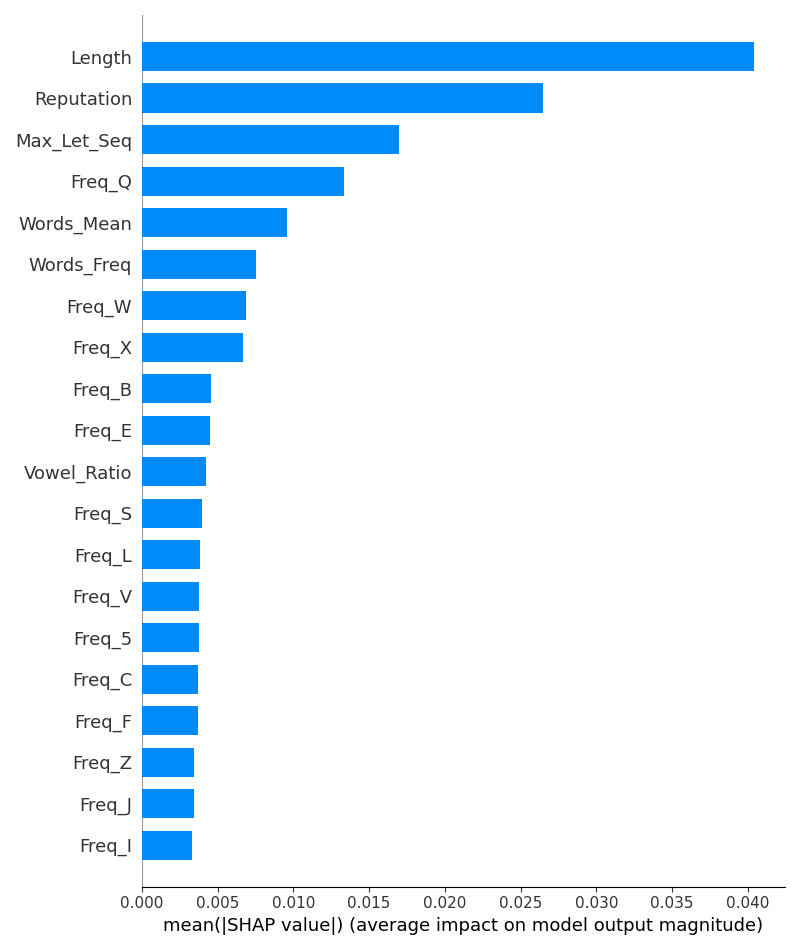 Length
Reputation
Max_Let_Seq
Freq_Q
Words_Mean
Words_Freq
Freq_W
Freq_X
Freq_B
Freq_E
Vowel_Ratio
Freq_S
Freq_L
Freq_V
Freq_5
Freq_C
Freq_F
Freq_Z
Freq_J
Freq_I
0.000 0.005 0.010 0.015 0.020 0.025 0.030 0.035 0.040
mean(|SHAP value|) (average impact on model output magnitude)